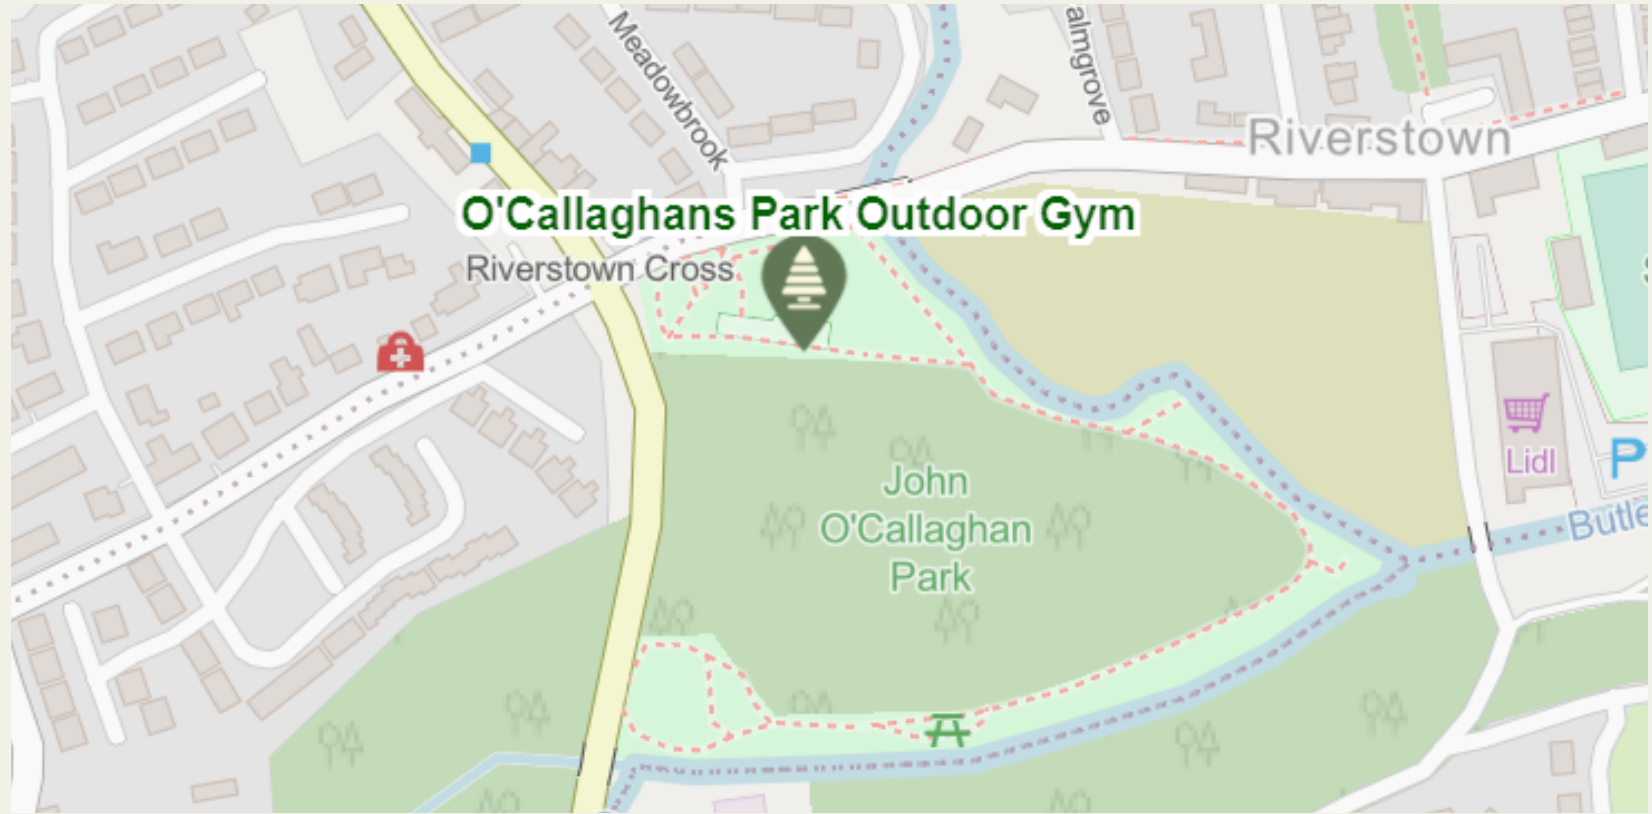 Meadowbrook
almgrove
Riverstown
O'Callaghans Park Outdoor Gym
Riverstown Cross
Lidl
P
John
O'Callaghan
Park
Butle